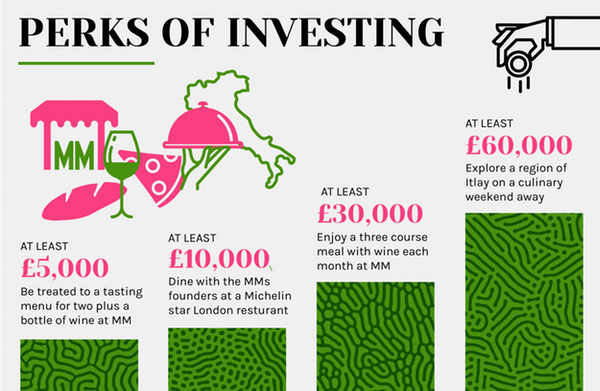 PERKS OF INVESTING
MM
AT LEAST
£5,000
Be treated to a tasting
menu for two plus a
bottle of wine at MM
AT LEAST
£10,000
Dine with the MMs
founders at a Michelin
star London resturant
AT LEAST
£30,000
Enjoy a three course
meal with wine each
month at MM
AT LEAST
£60,000
Explore a region of
Itlay on a culinary
weekend away